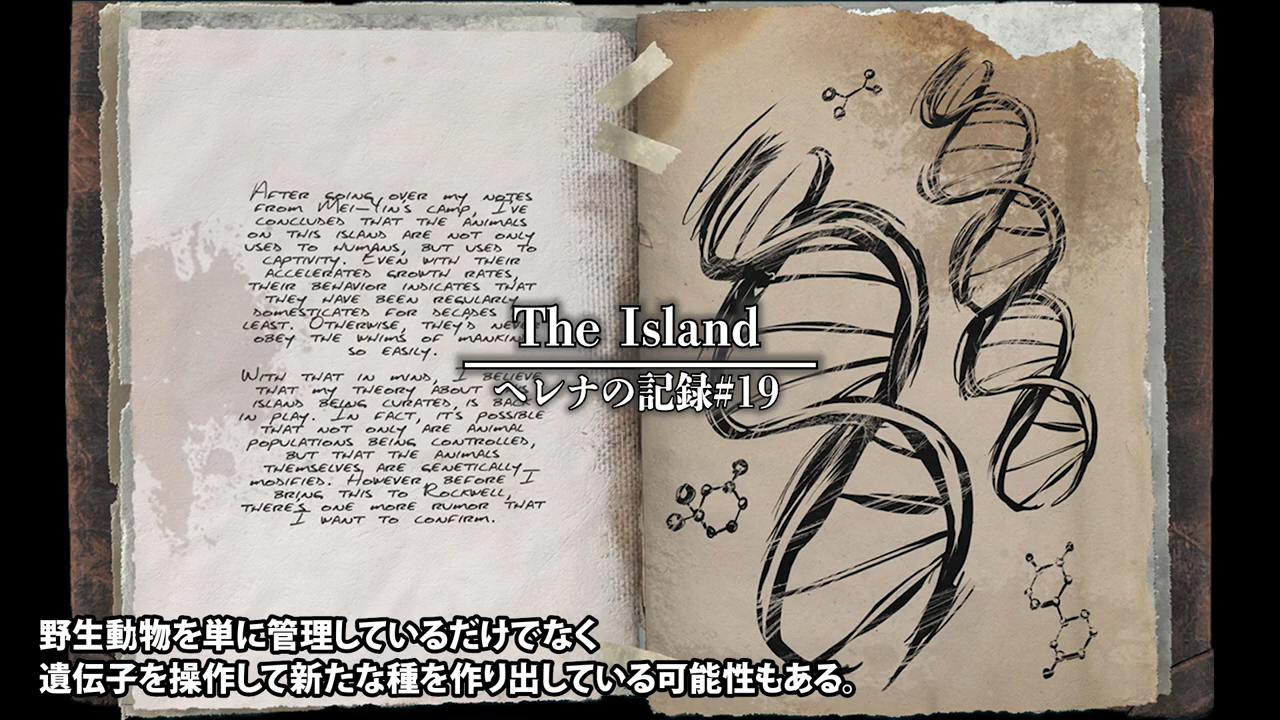 AFTER GOING OVER MY NOTES
FROM MEI-YIN'S CAMP, I'VE
CONCLUDED THAT THE ANIMALS
ON THIS ISLAND ARE NOT ONLY
USED TO HUMANS, BUT USED TO
CAPTIVITY. EVEN WITH THEIR
ACCELERATED GROWTH RATES,
THEIR BEHAVIOR INDICATES THAT
THEY HAVE BEEN REGULARLY
DOMESTICATED FOR DECADES
LEAST. OTHERWISE, THEY'D
OBEY THE WHIMS OF
SO EASILY.
WITH THAT IN MIND, I BELIEVE
THAT MY THEORY ABOUT
ISLAND BEING CURATED, IS
IN PLAY. IN FACT, IT'S POSSIBLE
THAT NOT ONLY ARE ANIMAL
POPULATIONS BEING CONTROLLED,
BUT THAT THE ANIMALS
THEMSELVES ARE GENETICALLY
MODIFIED. HOWEVER BEFORE I
BRING THIS TO ROCKWELL,
THERE'S ONE MORE RUMOR THAT
I WANT TO CONFIRM.
The Island
ヘレナの記録#19
野生動物を単に管理しているだけでなく
遺伝子を操作して新たな種を作り出している可能性もある。